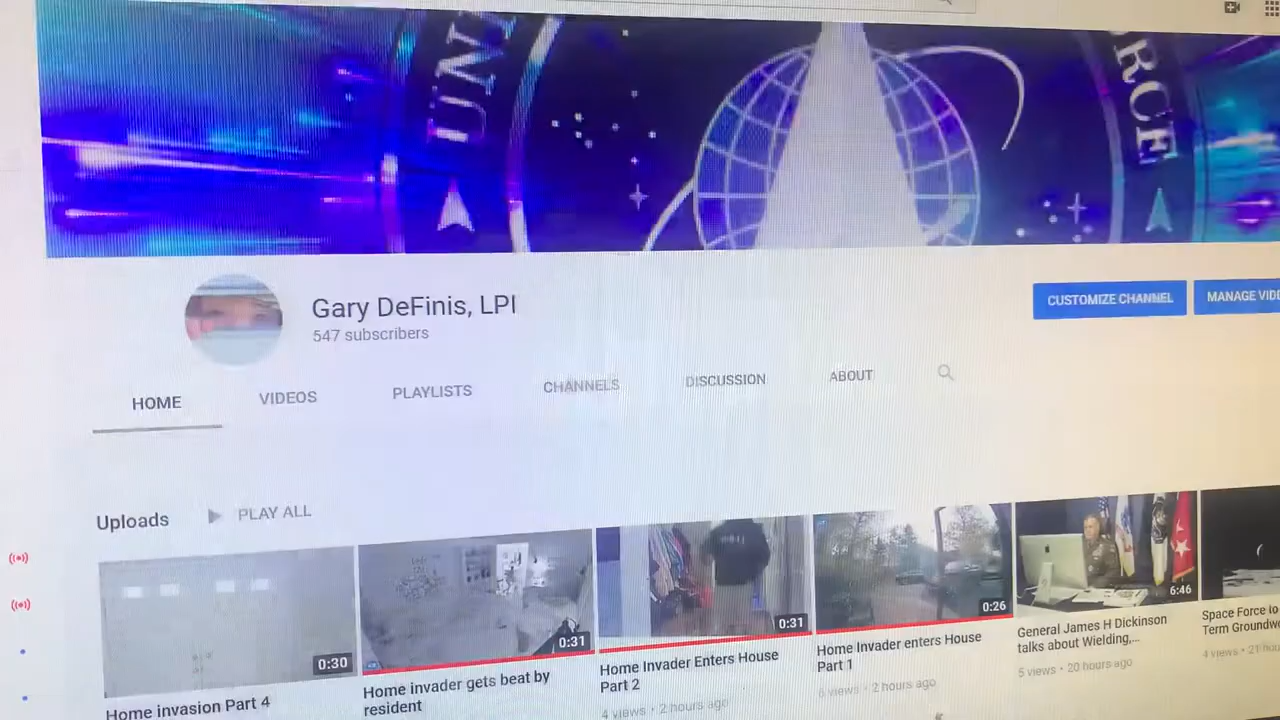 UN
ORCE
Gary DeFinis, LPI
547 subscribers
CUSTOMIZE CHANNEL
MANAGE VID
HOME
VIDEOS
PLAYLISTS
CHANNELS
DISCUSSION
ABOUT
Uploads
PLAY ALL
0:30
Home invasion Part 4
0:31
Home invader gets beat by
resident
0:31
Home Invader Enters House
Part 2
4 views • 2 hours ago
0:26
Home Invader enters House
Part 1
6 views • 2 hours ago
6:46
General James H Dickinson
talks about Wielding,...
5 views • 20 hours ago
Space Force to
Term Groundw
4 views • 21 hou